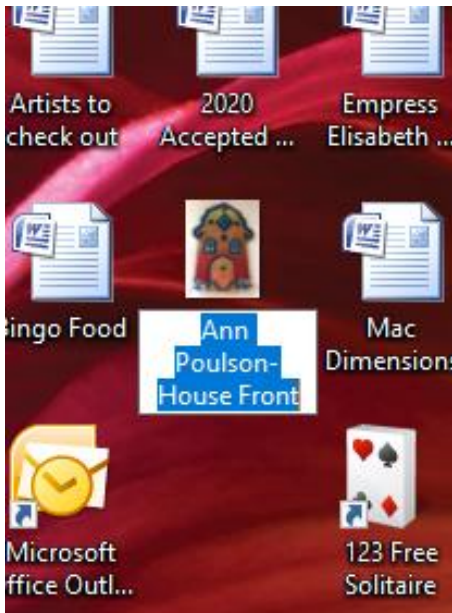 Artists to
check out
2020
Accepted ...
Empress
Elisabeth ...
Bingo Food
Ann
Poulson-
House Front
Mac
Dimensions
Microsoft
ffice Outl...
123 Free
Solitaire